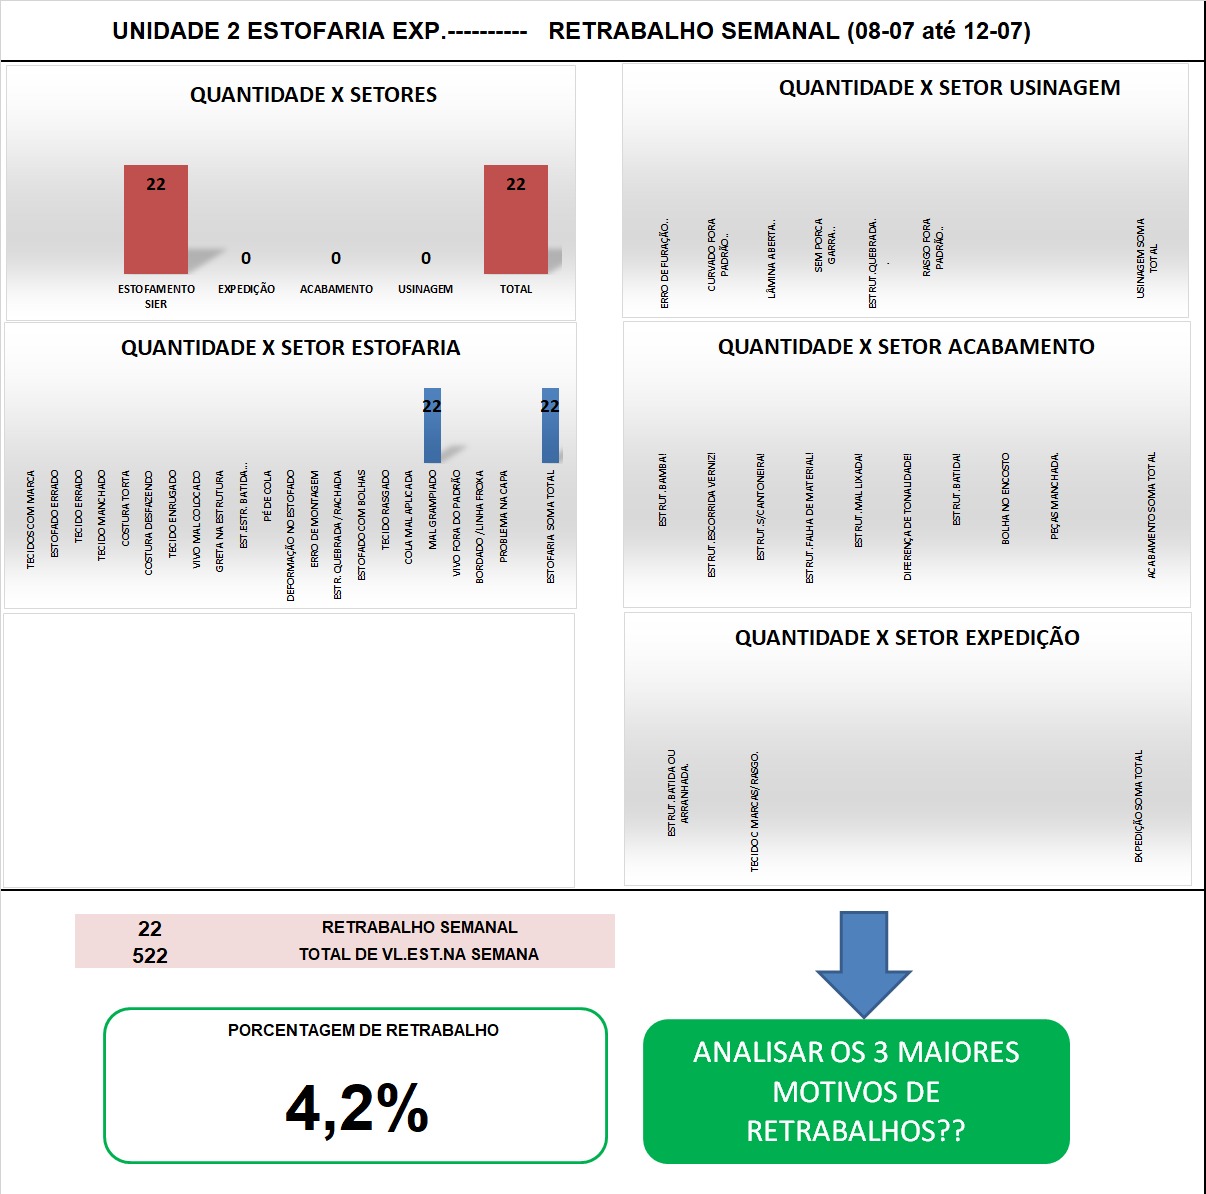 UNIDADE 2 ESTOFARIA EXP.---------- RETRABALHO SEMANAL (08-07 até 12-07)
QUANTIDADE X SETORES
22
0
0
0
22
ESTOFAMENTO
SIER
EXPEDIÇÃO
ACABAMENTO
USINAGEM
TOTAL
QUANTIDADE X SETOR USINAGEM
ERRO DE FURAÇÃO..
CURVADO FORA
PADRÃO..
LÂMINA ABERTA..
SEM PORCA
GARRA..
ESTRUT.QUEBRADA.
.
RASGO FORA
PADRÃO..
USINAGEM SOMA
TOTAL
QUANTIDADE X SETOR ESTOFARIA
22
22
TECIDOS COM MARCA
ESTOFADO ERRADO
TECIDO ERRADO
TECIDO MANCHADO
COSTURA TORTA
COSTURA DESFAZENDO
TECIDO ENRUGADO
VIVO MAL COLOCADO
GRETA NA ESTRUTURA
EST.ESTR. BATIDA...
PÉ DE COLA
DEFORMAÇÃO NO ESTOFADO
ERRO DE MONTAGEM
ESTR. QUEBRADA / RACHADA
ESTOFADO COM BOLHAS
TECIDO RASGADO
COLA MAL APLICADA
MAL GRAMPIADO
VIVO FORA DO PADRÃO
BORDADO / LINHA FROXA
PROBLEMA NA CAPA
ESTOFARIA SOMA TOTAL
QUANTIDADE X SETOR ACABAMENTO
ESTRUT.BAMBA!
ESTRUT.ESCORRIDA VERNIZ!
ESTRUT.S/CANTONEIRA!
ESTRUT.FALHA DE MATERIAL!
ESTRUT.MAL LIXADA!
DIFERENÇA DE TONALIDADE!
ESTRUT.BATIDA!
BOLHA NO ENCOSTO
PEÇAS MANCHADA.
ACABAMENTO SOMA TOTAL
QUANTIDADE X SETOR EXPEDIÇÃO
ESTRUT.BATIDA OU
ARRANHADA.
TECIDO C MARCAS/RASGO.
EXPEDIÇÃO SOMA TOTAL
22 RETRABALHO SEMANAL
522 TOTAL DE VL.EST.NA SEMANA
PORCENTAGEM DE RETRABALHO
4,2%
ANALISAR OS 3 MAIORES
MOTIVOS DE
RETRABALHOS??